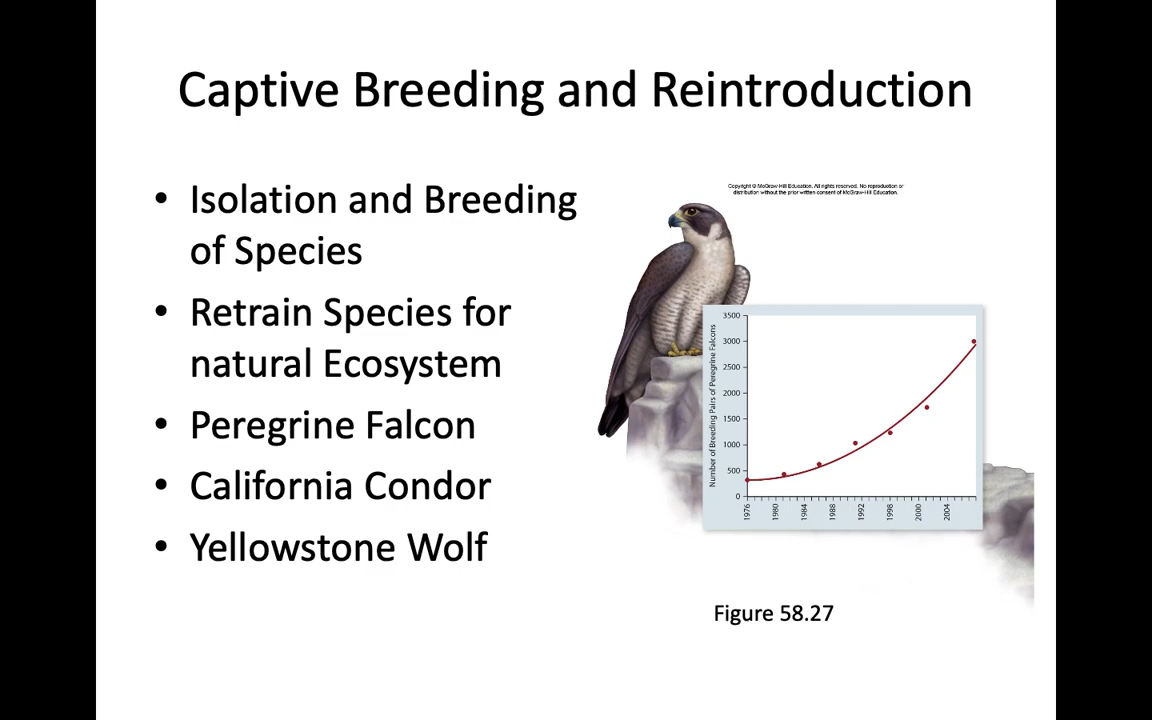 Captive Breeding and Reintroduction
• Isolation and Breeding
of Species
• Retrain Species for
natural Ecosystem
• Peregrine Falcon
• California Condor
• Yellowstone Wolf
Copyright © McGraw-Hill Education. All rights reserved. No reproduction or
distribution without the prior written consent of McGraw-Hill Education.
Number of Breeding Pairs of Peregrine Falcons
3500
3000
2500
2000
1500
1000
500
0
1976
1980
1984
1988
1992
1998
2000
2004
Figure 58.27